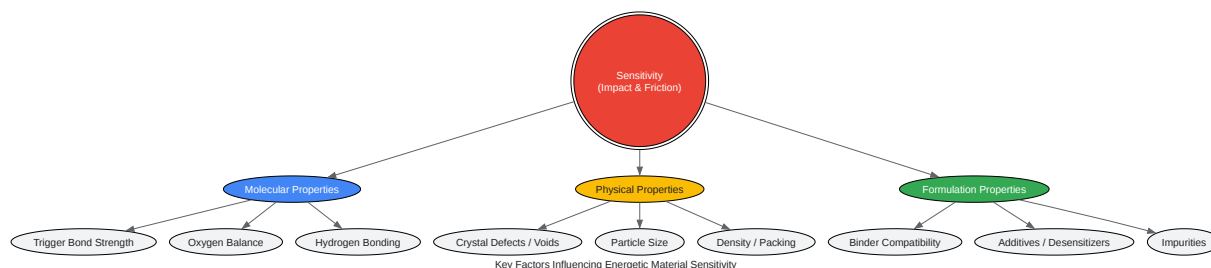 Sensitivity
(Impact & Friction)
Molecular Properties
Physical Properties
Formulation Properties
Trigger Bond Strength
Oxygen Balance
Hydrogen Bonding
Crystal Defects / Voids
Particle Size
Density / Packing
Binder Compatibility
Additives / Desensitizers
Impurities
Key Factors Influencing Energetic Material Sensitivity